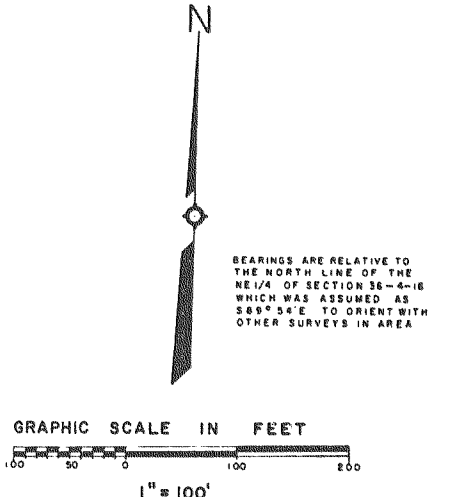 N
BEARINGS ARE RELATIVE TO
THE NORTH LINE OF THE
NE 1/4 OF SECTION 36-4-16
WHICH WAS ASSUMED AS
S89° 54' E TO ORIENT WITH
OTHER SURVEYS IN AREA
GRAPHIC SCALE IN FEET
100 50 0 100 200
1" = 100'